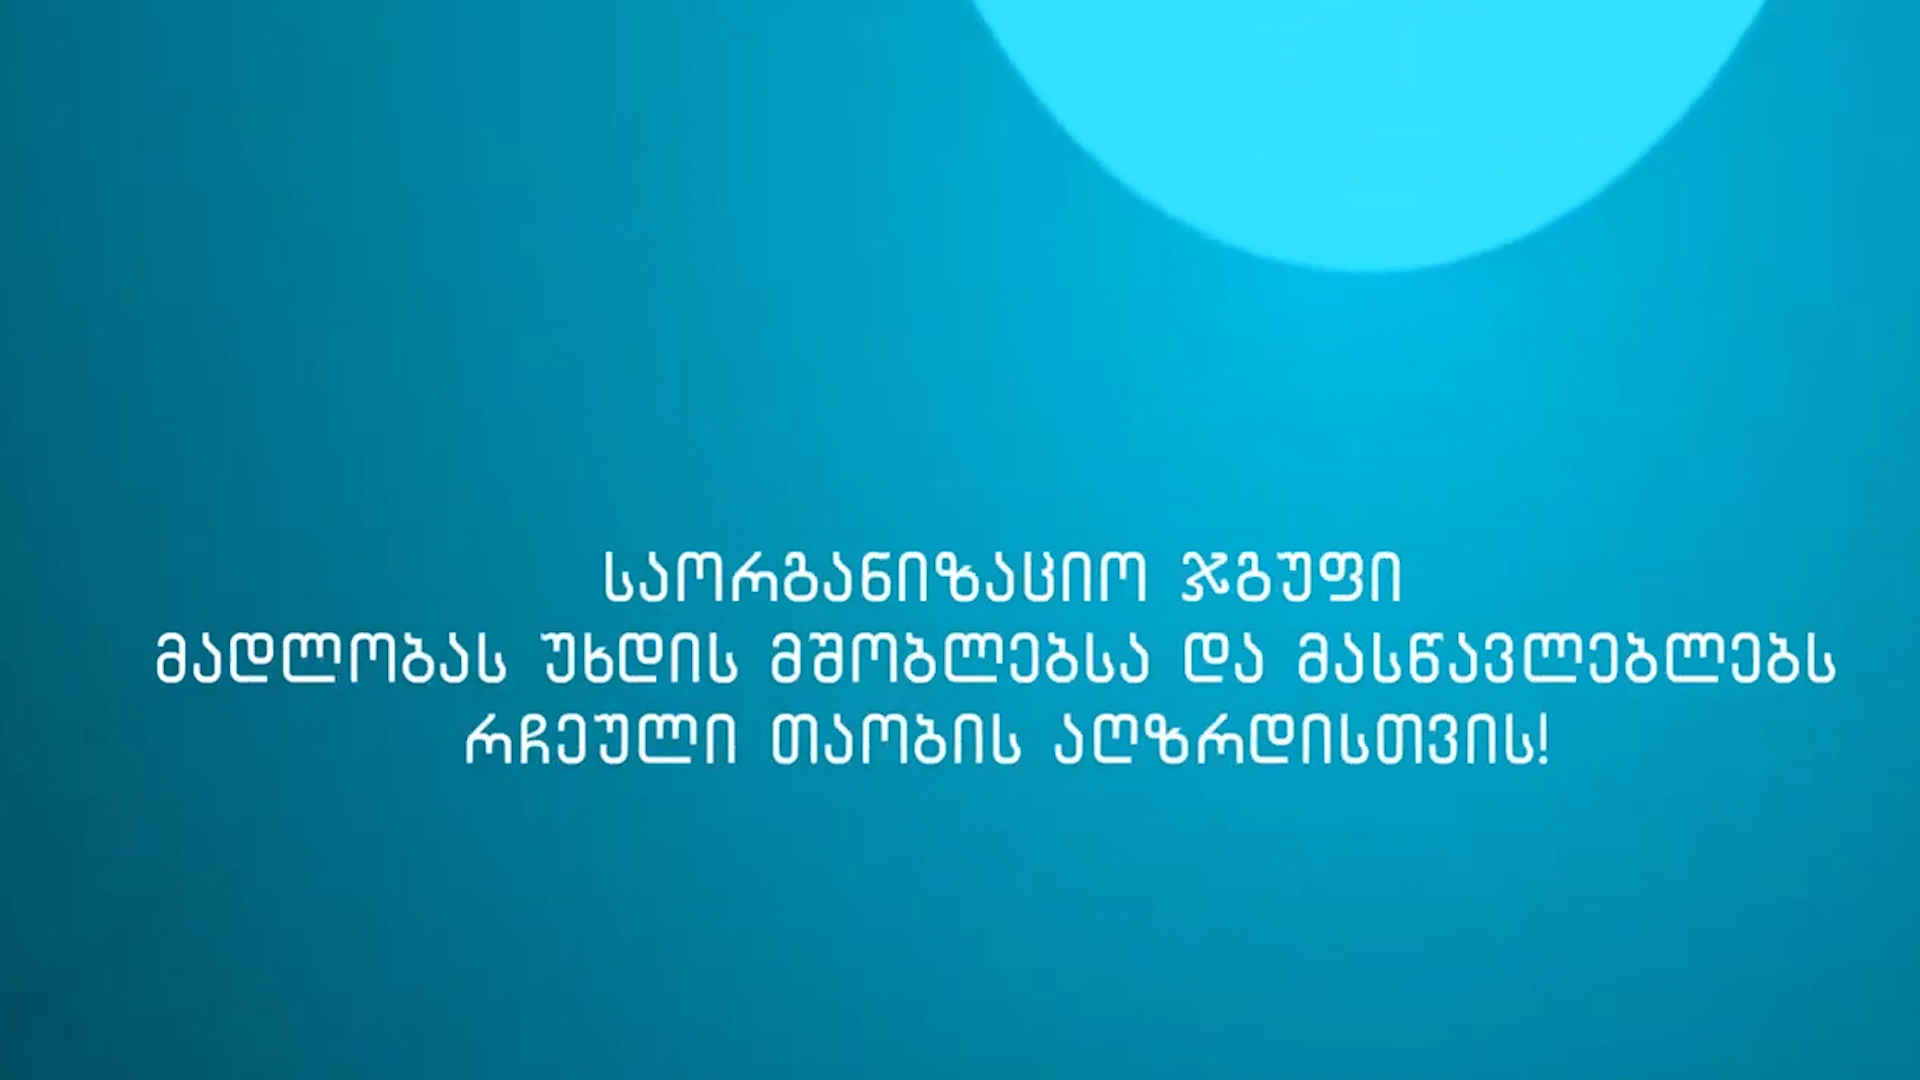 საორგანიზაციო ჯგუფი
მადლობას უხდის მშობლებსა და მასწავლებლებს
რჩეული თაობის აღზრდისთვის!